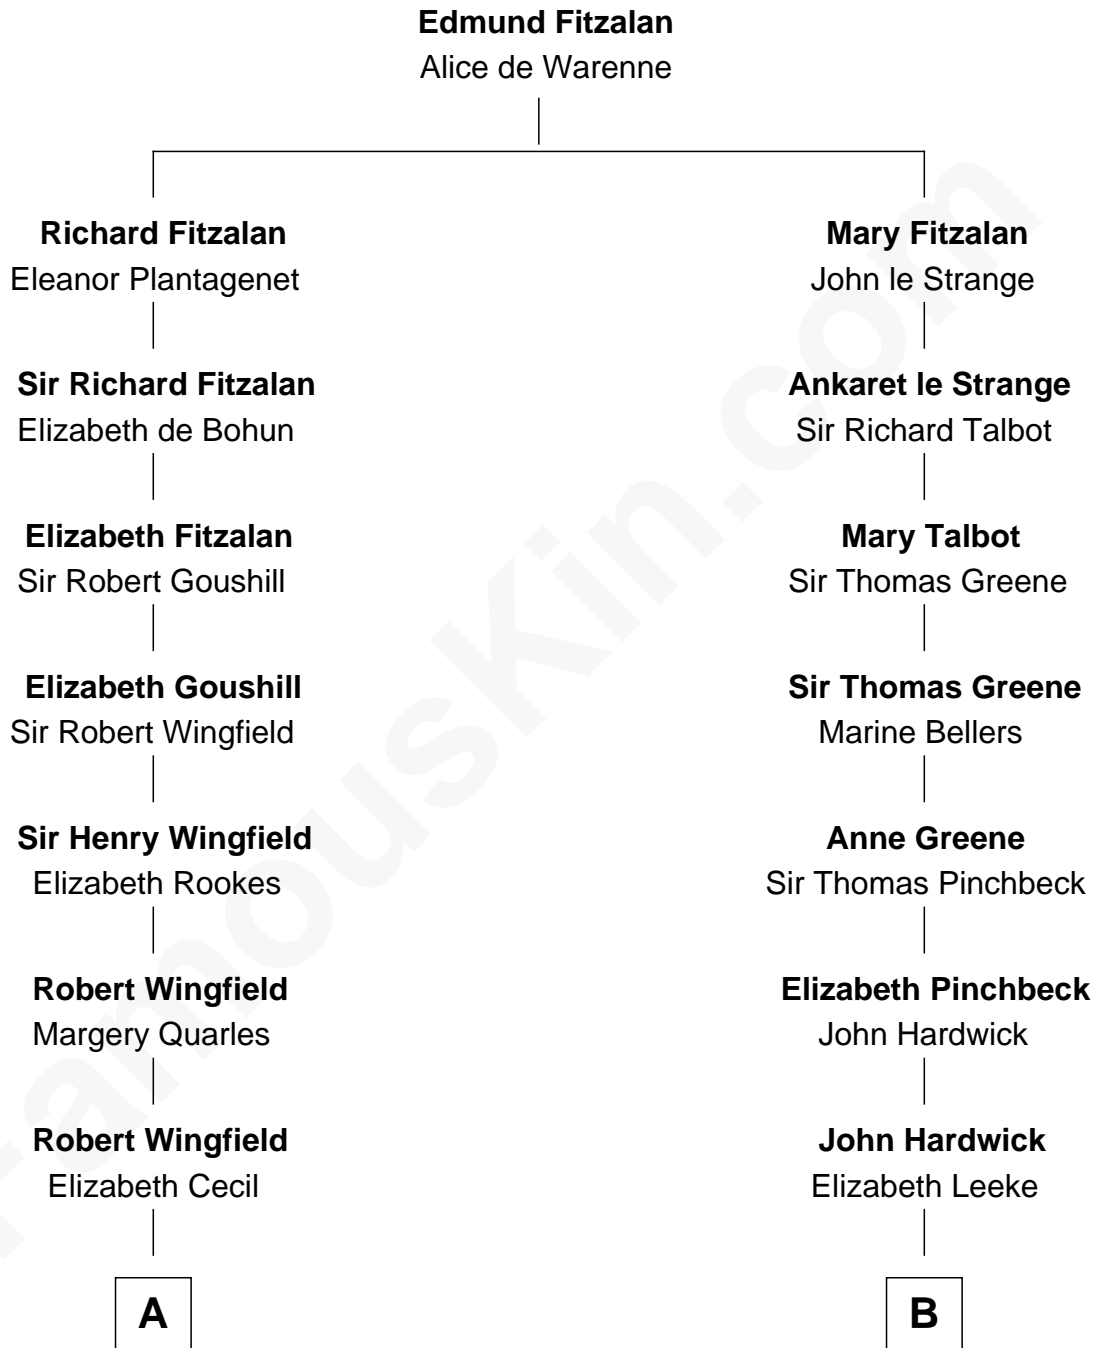 Edmund Fitzalan
Alice de Warenne
Richard Fitzalan
Eleanor Plantagenet
Mary Fitzalan
John le Strange
Sir Richard Fitzalan
Elizabeth de Bohun
Ankaret le Strange
Sir Richard Talbot
Elizabeth Fitzalan
Sir Robert Goushill
Mary Talbot
Sir Thomas Greene
Elizabeth Goushill
Sir Robert Wingfield
Sir Thomas Greene
Marine Bellers
Sir Henry Wingfield
Elizabeth Rookes
Anne Greene
Sir Thomas Pinchbeck
Robert Wingfield
Margery Quarles
Elizabeth Pinchbeck
John Hardwick
Robert Wingfield
Elizabeth Cecil
John Hardwick
Elizabeth Leeke
A
B
FamousKin.com